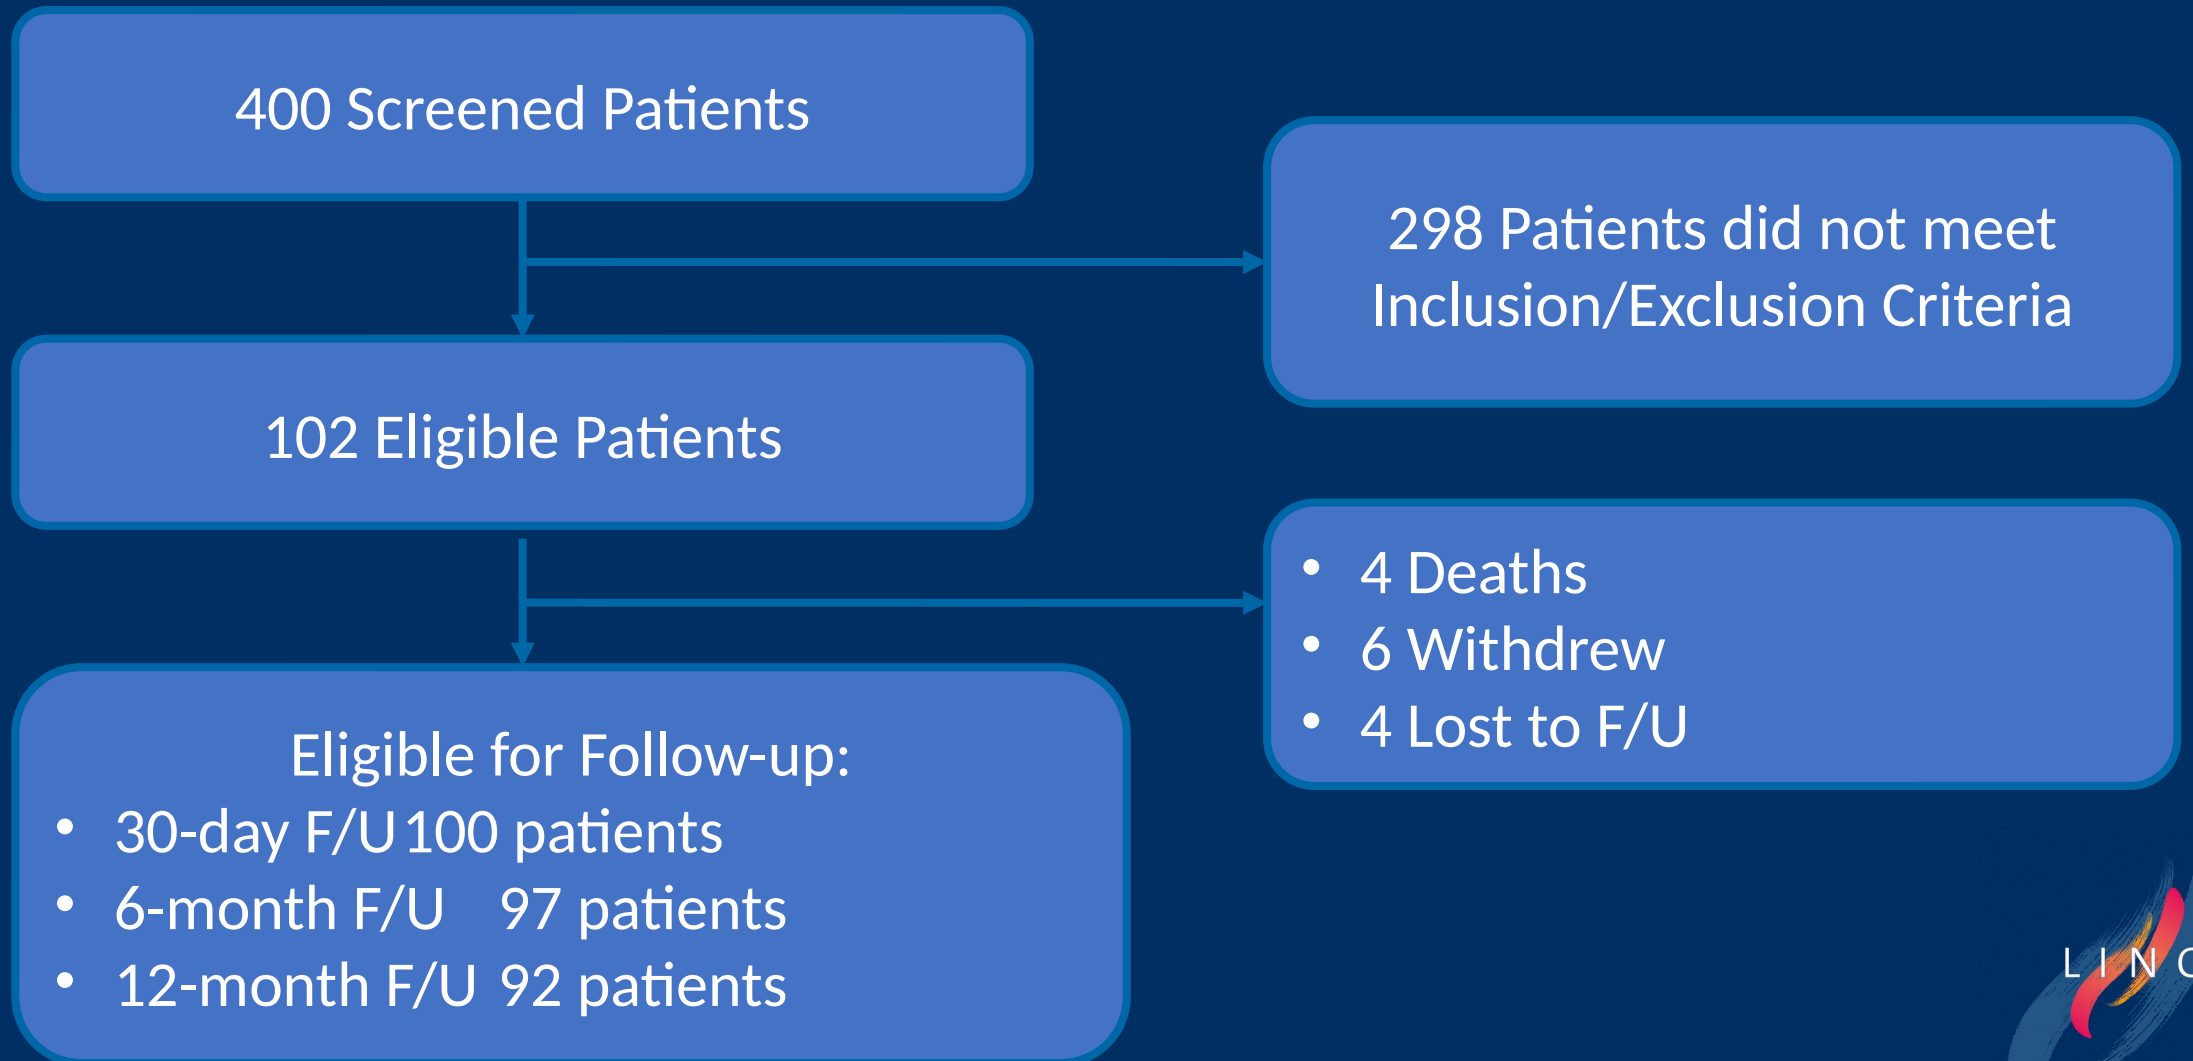 400 Screened Patients
298 Patients did not meet
Inclusion/Exclusion Criteria
102 Eligible Patients
• 4 Deaths
• 6 Withdrew
• 4 Lost to F/U
Eligible for Follow-up:
• 30-day F/U 100 patients
• 6-month F/U 97 patients
• 12-month F/U 92 patients